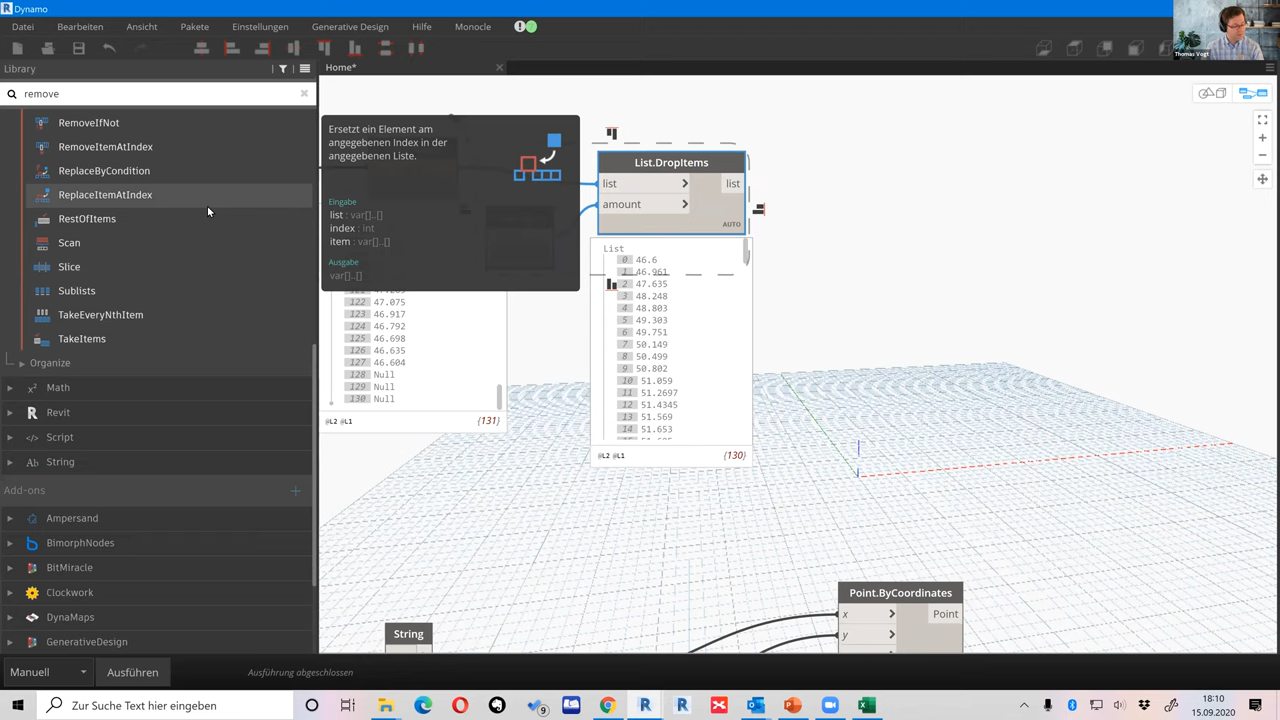 Dynamo
Thomas Vogt
Datei Bearbeiten Ansicht Pakete Einstellungen Generative Design Monocle
Library
Home*
remove
RemoveIfNot
RemoveItemAtIndex
ReplaceByCondition
ReplaceItemAtIndex
RestOfItems
Scan
Slice
Sublists
TakeEveryNthItem
TakeItems
Organize
Math
Revit
Script
String
Add-ons
Ampersand
BimorphNodes
BitMiracle
Clockwork
DynaMaps
GenerativeDesign
Ersetzt ein Element am
angegebenen Index in der
angegebenen Liste.
Eingabe
list : var[]..[]
index : int
item : var[]..[]
Ausgabe
var[]..[]
122 47.075
123 46.917
124 46.792
125 46.698
126 46.635
127 46.604
128 Null
129 Null
130 Null
@L2 @L1 {131}
List.DropItems
list > list
amount >
AUTO
List
0 46.6
1 46.961
2 47.635
3 48.248
4 48.803
5 49.303
6 49.751
7 50.149
8 50.499
9 50.802
10 51.059
11 51.2697
12 51.4345
13 51.569
14 51.653
@L2 @L1 {130}
String
Point.ByCoordinates
x > Point
y >
Manuell Ausführen Ausführung abgeschlossen
Zur Suche Text hier eingeben
18:10
15.09.2020